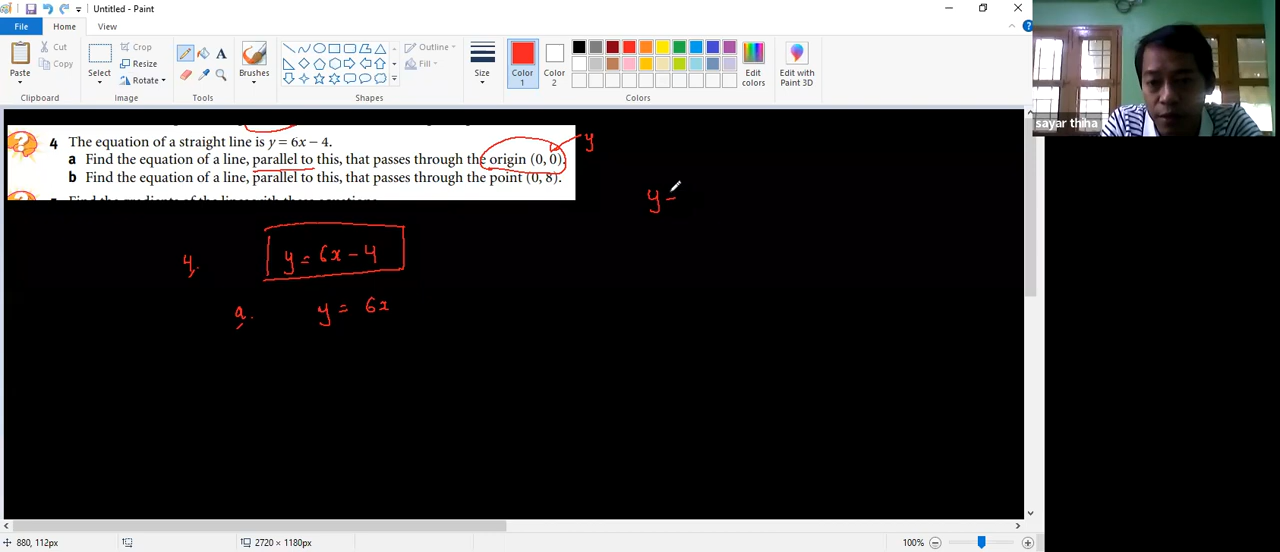 Untitled - Paint
File Home View
Paste Cut Copy Clipboard
Select Crop Resize Rotate Image
A Tools
Brushes
Outline Fill Shapes
Size
Color 1 Color 2 Edit colors Colors
Edit with Paint 3D
sayar thiha
4 The equation of a straight line is y = 6x − 4.
a Find the equation of a line, parallel to this, that passes through the origin (0, 0).
b Find the equation of a line, parallel to this, that passes through the point (0, 8).
y
y =
4. y = 6x - 4
a. y = 6x
880, 112px
2720 × 1180px
100%